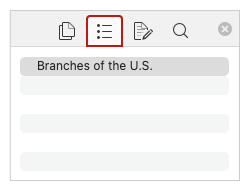 Branches of the U.S.